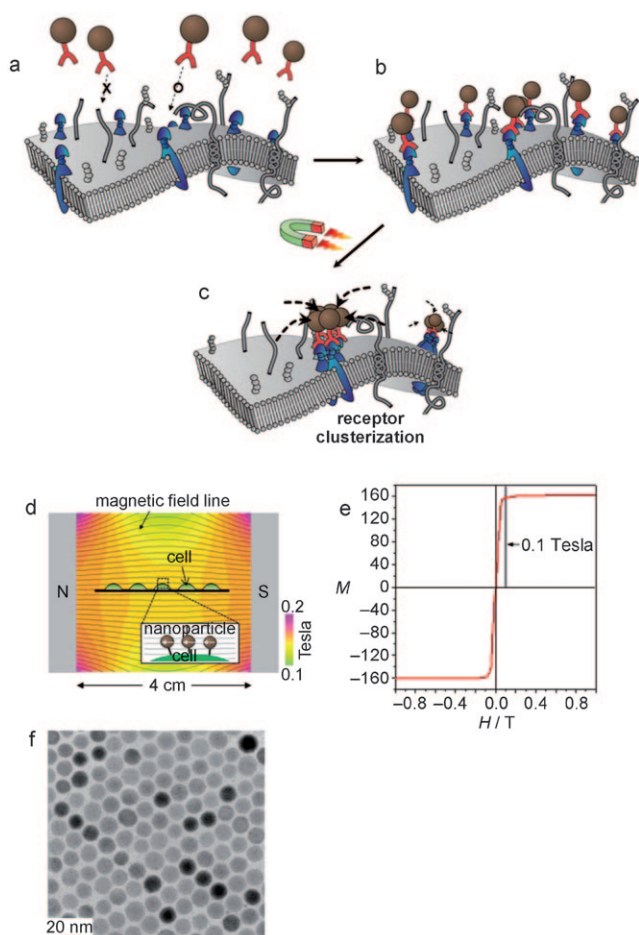 a
b
X
O
c
receptor
clusterization
d
magnetic field line
cell
N
S
nanoparticle
cell
0.2
Tesla
0.1
4 cm
e
160
120
80
40
0
−40
−80
−120
−160
M
0.1 Tesla
−0.8
−0.4
0.0
0.4
0.8
H / T
f
20 nm